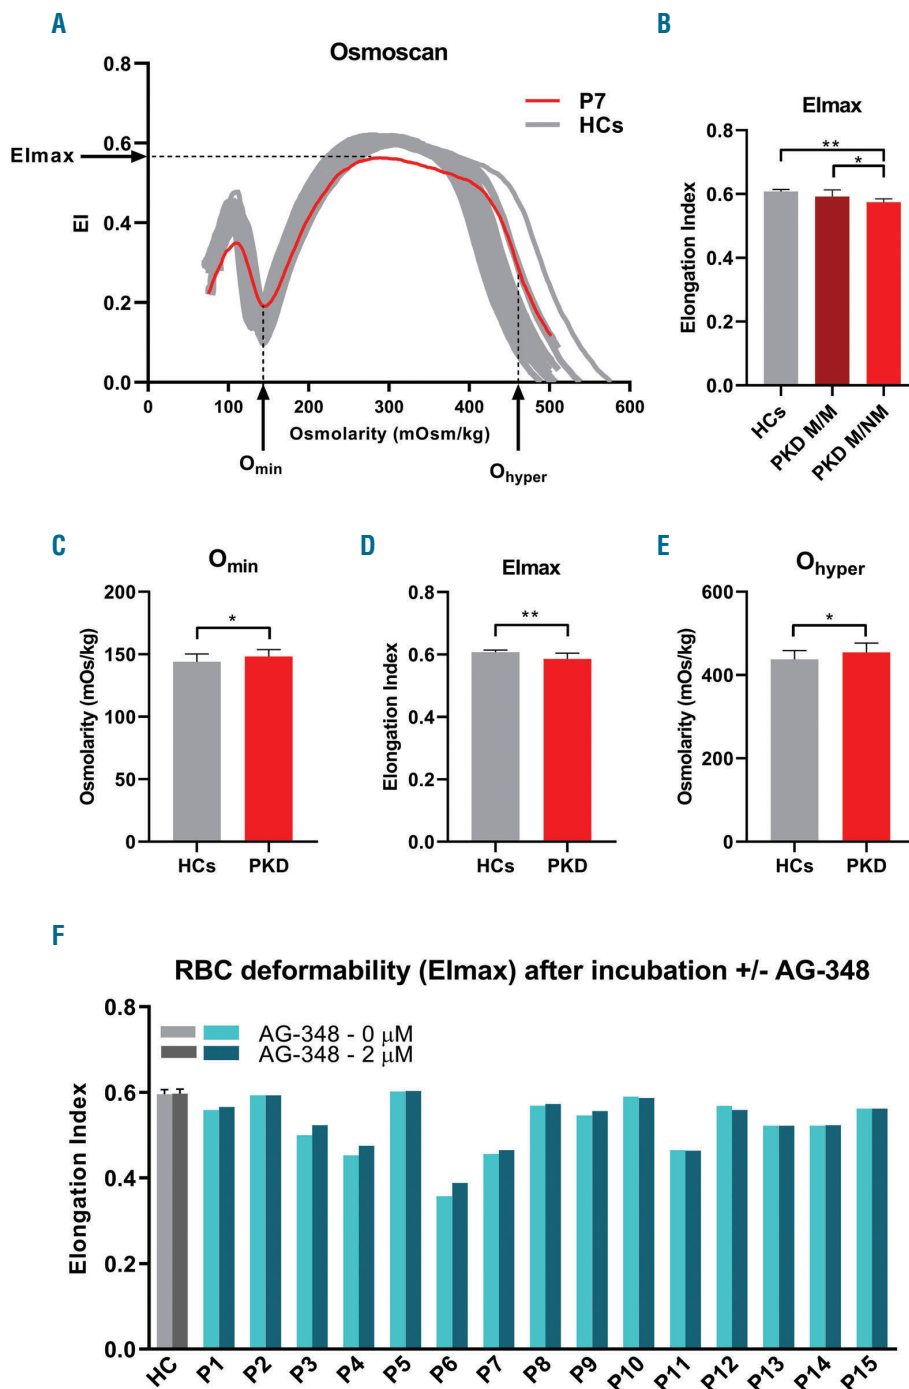 A
Osmoscan
0.8
0.6
0.4
0.2
0.0
EI
EImax
P7
HCs
0 100 200 300 400 500 600
Osmolarity (mOsm/kg)
Omin
Ohyper
B
EImax
**
*
0.8
0.6
0.4
0.2
0.0
Elongation Index
HCs
PKD M/M
PKD M/NM
C
Omin
*
200
150
100
50
0
Osmolarity (mOs/kg)
HCs PKD
D
EImax
**
0.8
0.6
0.4
0.2
0.0
Elongation Index
HCs PKD
E
Ohyper
*
600
400
200
0
Osmolarity (mOs/kg)
HCs PKD
F
RBC deformability (EImax) after incubation +/- AG-348
AG-348 - 0 μM
AG-348 - 2 μM
0.8
0.6
0.4
0.2
0.0
Elongation Index
HC P1 P2 P3 P4 P5 P6 P7 P8 P9 P10 P11 P12 P13 P14 P15